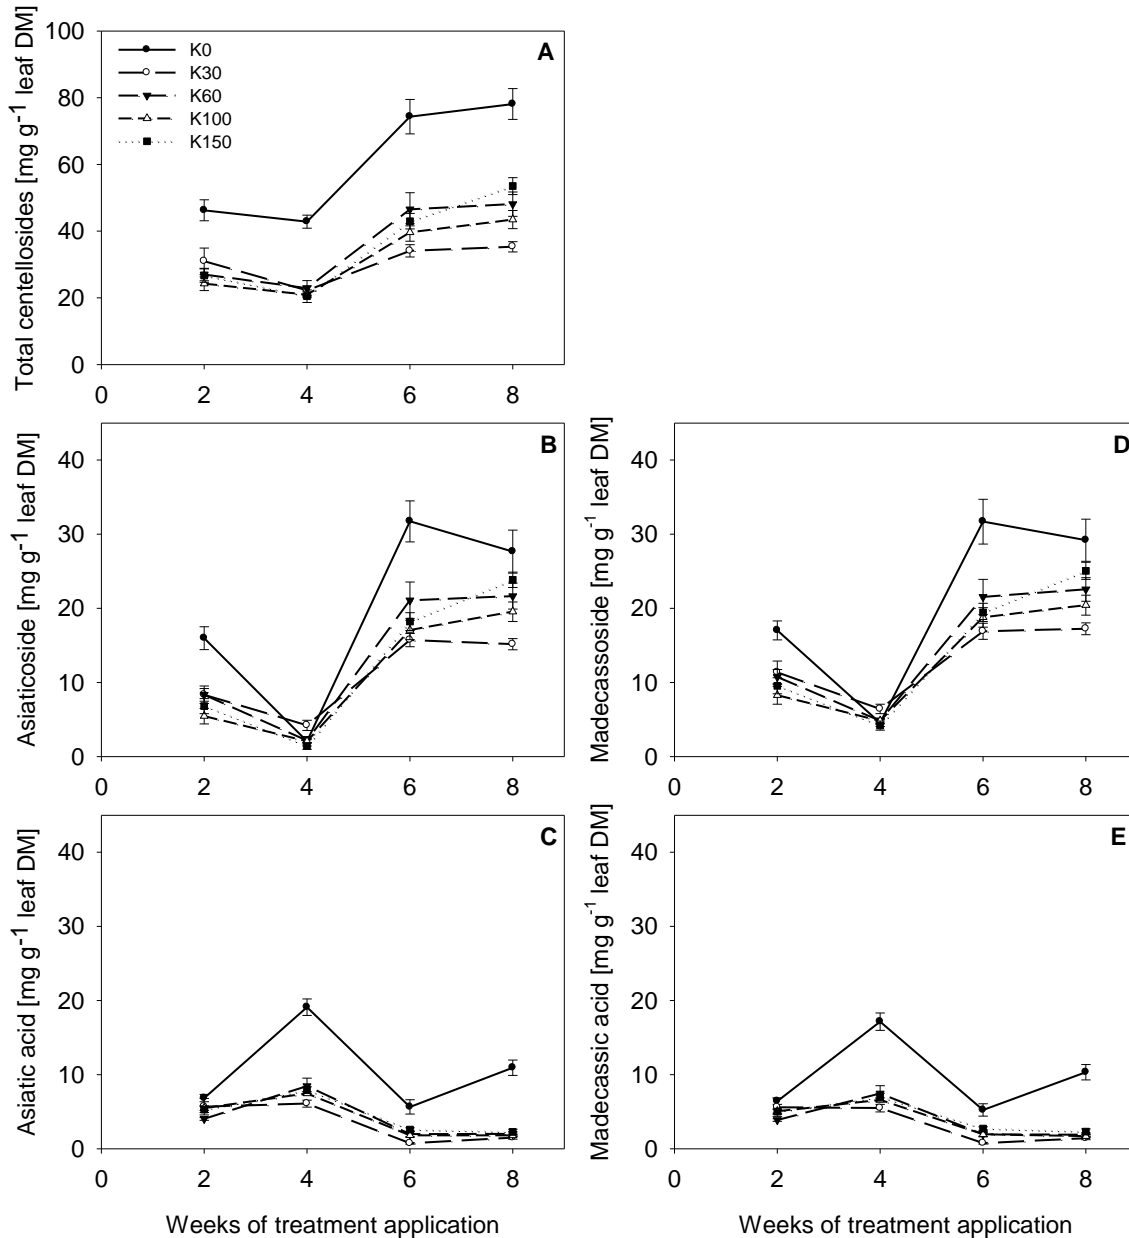 A
Total centellosides [mg g-1 leaf DM]
100
80
60
40
20
0
K0
K30
K60
K100
K150
0 2 4 6 8
B
Asiaticoside [mg g-1 leaf DM]
40
30
20
10
0
0 2 4 6 8
D
Madecassoside [mg g-1 leaf DM]
40
30
20
10
0
0 2 4 6 8
C
Asiatic acid [mg g-1 leaf DM]
40
30
20
10
0
0 2 4 6 8
Weeks of treatment application
E
Madecassic acid [mg g-1 leaf DM]
40
30
20
10
0
0 2 4 6 8
Weeks of treatment application